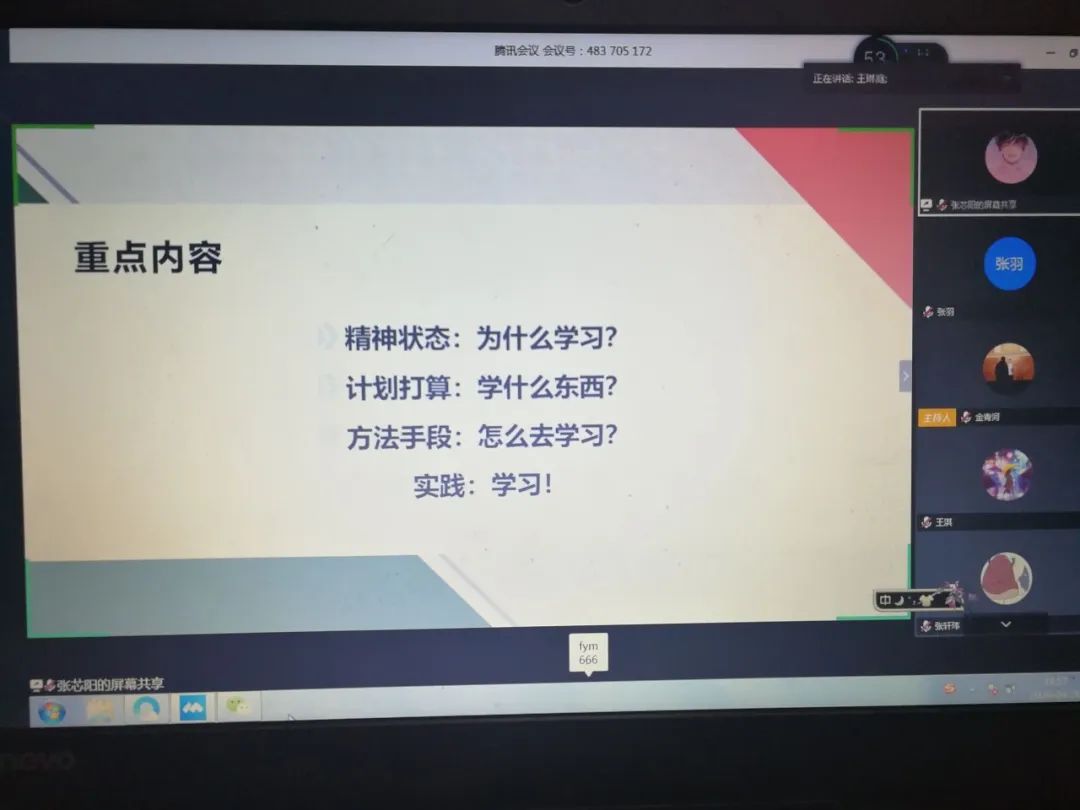 腾讯会议 会议号：483 705 172
53
正在讲话: 王琳庭;
重点内容
精神状态：为什么学习？
计划打算：学什么东西？
方法手段：怎么去学习？
实践：学习！
张芯阳的屏幕共享
张羽
张羽
主持人 金青河
王琪
中
张轩玮
fym
666
张芯阳的屏幕共享